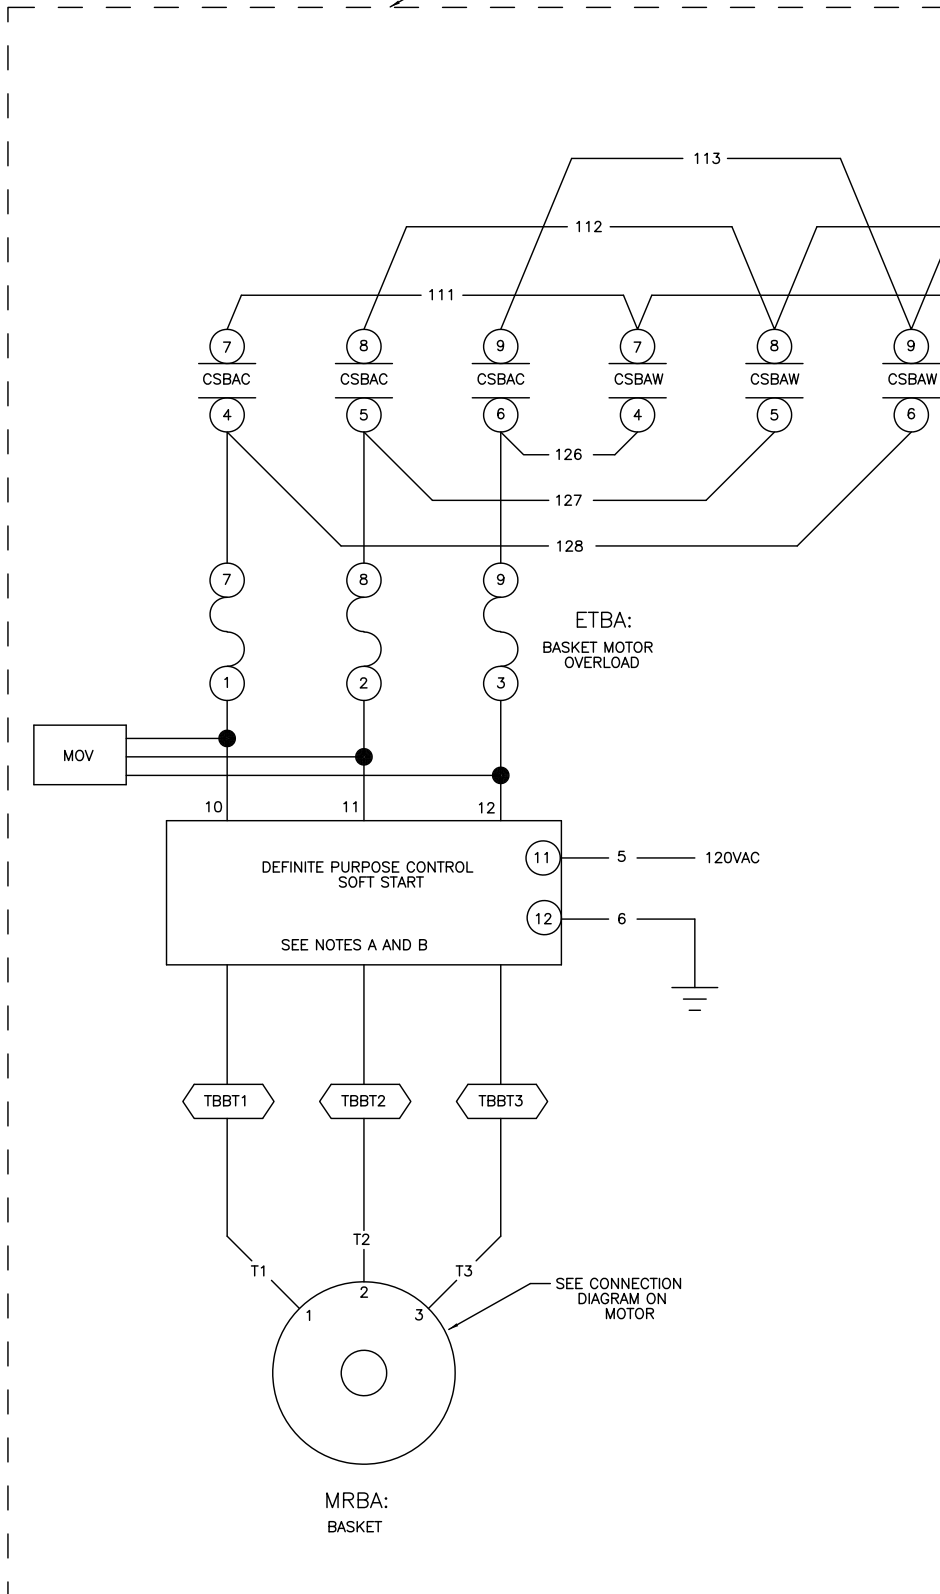 113
112
111
7 8 9 7 8 9
CSBAC CSBAC CSBAC CSBAW CSBAW CSBAW
4 5 6 4 5 6
126
127
128
7 8 9
ETBA:
BASKET MOTOR
OVERLOAD
1 2 3
MOV
10 11 12
DEFINITE PURPOSE CONTROL
SOFT START
11 5 120VAC
12 6
SEE NOTES A AND B
TBBT1 TBBT2 TBBT3
T2
T1 T3
SEE CONNECTION
DIAGRAM ON
MOTOR
1 2 3
MRBA:
BASKET